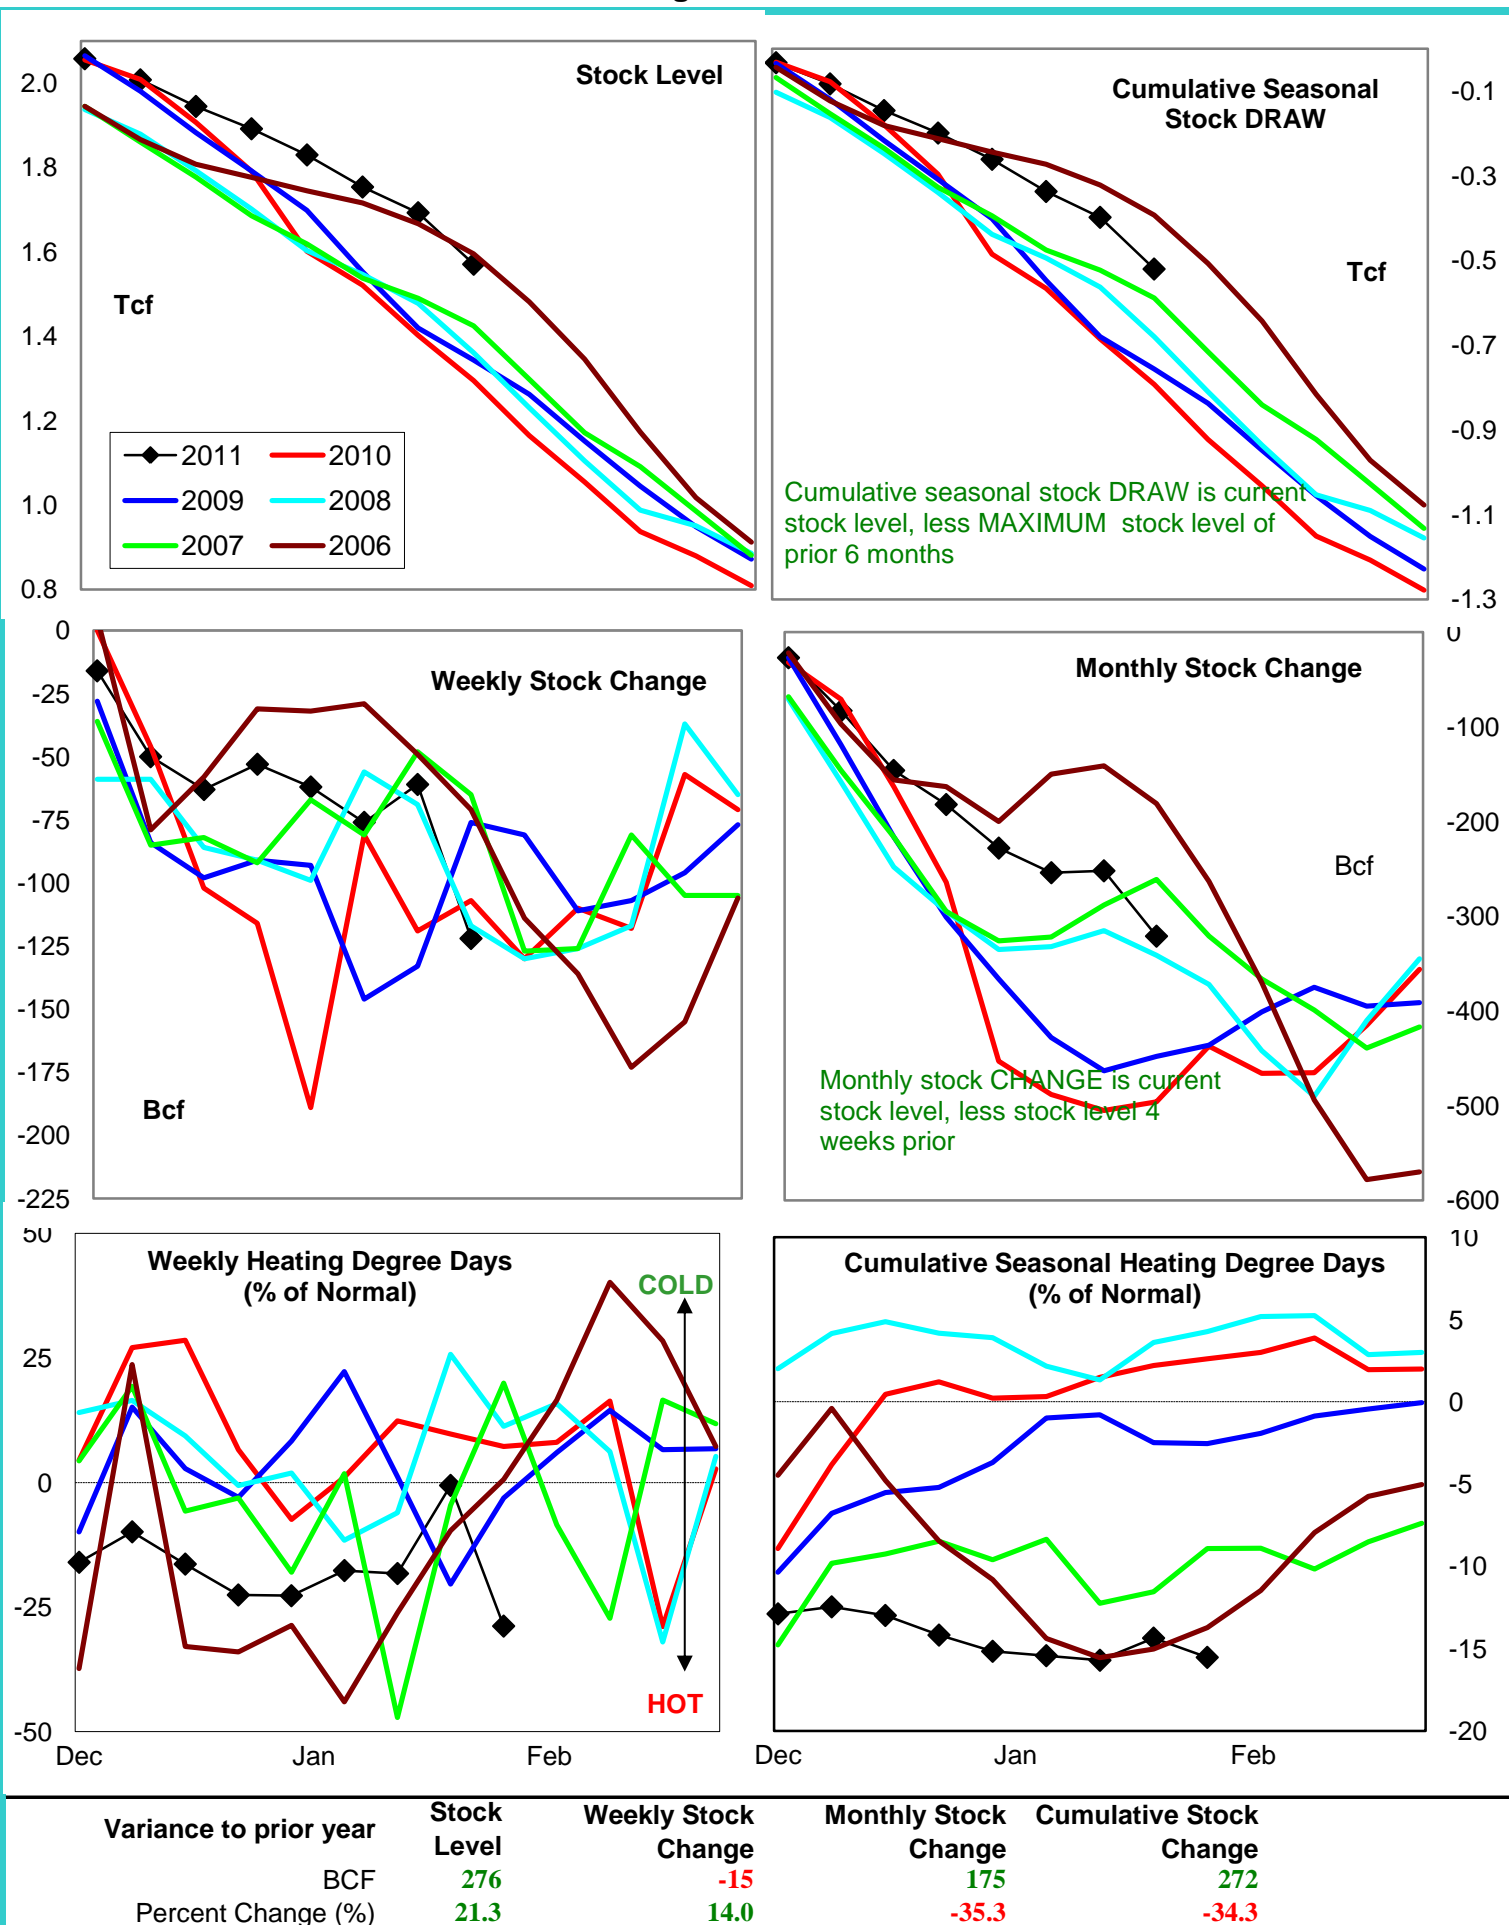 Stock Level
2.0
1.8
1.6
1.4
1.2
1.0
0.8
Tcf
2011
2010
2009
2008
2007
2006
Cumulative Seasonal
Stock DRAW
-0.1
-0.3
-0.5
-0.7
-0.9
-1.1
-1.3
Tcf
Cumulative seasonal stock DRAW is current
stock level, less MAXIMUM stock level of
prior 6 months
Weekly Stock Change
0
-25
-50
-75
-100
-125
-150
-175
-200
-225
Bcf
Monthly Stock Change
0
-100
-200
-300
-400
-500
-600
Bcf
Monthly stock CHANGE is current
stock level, less stock level 4
weeks prior
Weekly Heating Degree Days
(% of Normal)
50
25
0
-25
-50
COLD
HOT
Dec
Jan
Feb
Cumulative Seasonal Heating Degree Days
(% of Normal)
10
5
0
-5
-10
-15
-20
Dec
Jan
Feb
Variance to prior year
Stock
Level
Weekly Stock
Change
Monthly Stock
Change
Cumulative Stock
Change
BCF 276 -15 175 272
Percent Change (%) 21.3 14.0 -35.3 -34.3